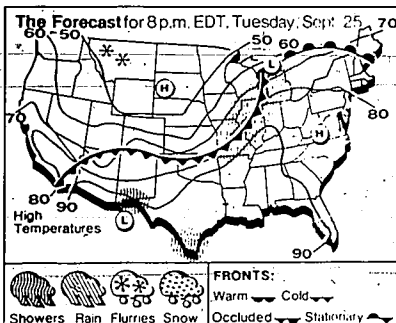 The Forecast for 8 p.m. EDT, Tuesday, Sept. 25
60 50 50 60 70
H L
70 80
H
80 90
High
Temperatures
L
90
Showers Rain Flurries Snow
FRONTS:
Warm Cold
Occluded Stationary